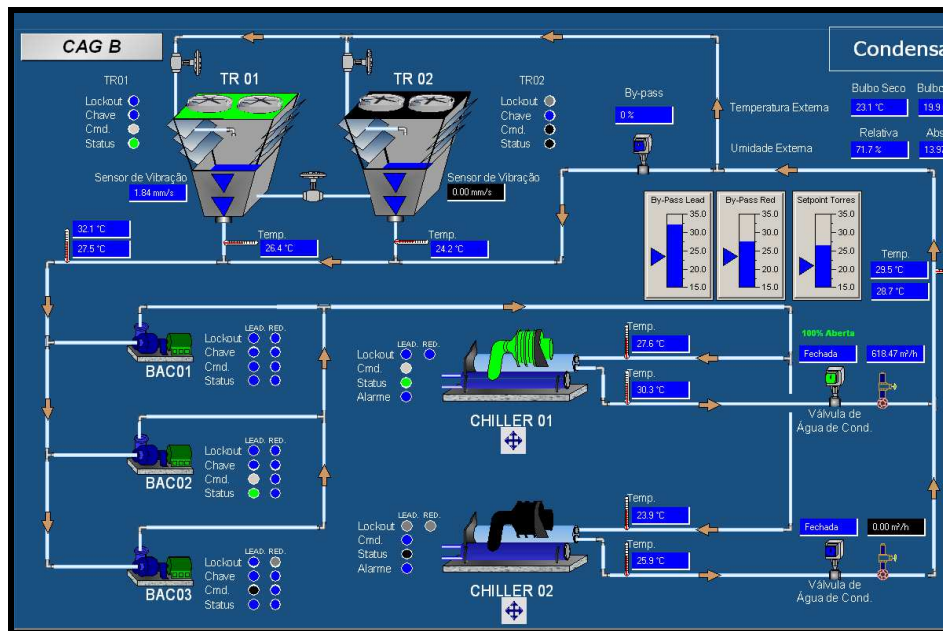 CAG B
Condensa
TR01
TR 01
TR 02
TR02
Lockout
Chave
Cmd.
Status
Lockout
Chave
Cmd.
Status
By-pass
0 %
Temperatura Externa
Bulbo Seco
Bulbo
23.1 °C
19.9
Umidade Externa
Relativa
Abs
71.7 %
13.97
Sensor de Vibração
1.84 mm/s
Sensor de Vibração
0.00 mm/s
32.1 °C
27.5 °C
Temp.
26.4 °C
Temp.
24.2 °C
By-Pass Lead
35.0
30.0
25.0
20.0
15.0
By-Pass Red
35.0
30.0
25.0
20.0
15.0
Setpoint Torres
35.0
30.0
25.0
20.0
15.0
Temp.
29.5 °C
28.7 °C
BAC01
LEAD. RED.
Lockout
Chave
Cmd.
Status
LEAD. RED.
Lockout
Cmd.
Status
Alarme
CHILLER 01
Temp.
27.6 °C
Temp.
30.3 °C
100% Aberta
Fechada
618.47 m³/h
Válvula de
Água de Cond.
BAC02
LEAD. RED.
Lockout
Chave
Cmd.
Status
BAC03
LEAD. RED.
Lockout
Chave
Cmd.
Status
LEAD. RED.
Lockout
Cmd.
Status
Alarme
CHILLER 02
Temp.
23.9 °C
Temp.
25.9 °C
Fechada
0.00 m³/h
Válvula de
Água de Cond.